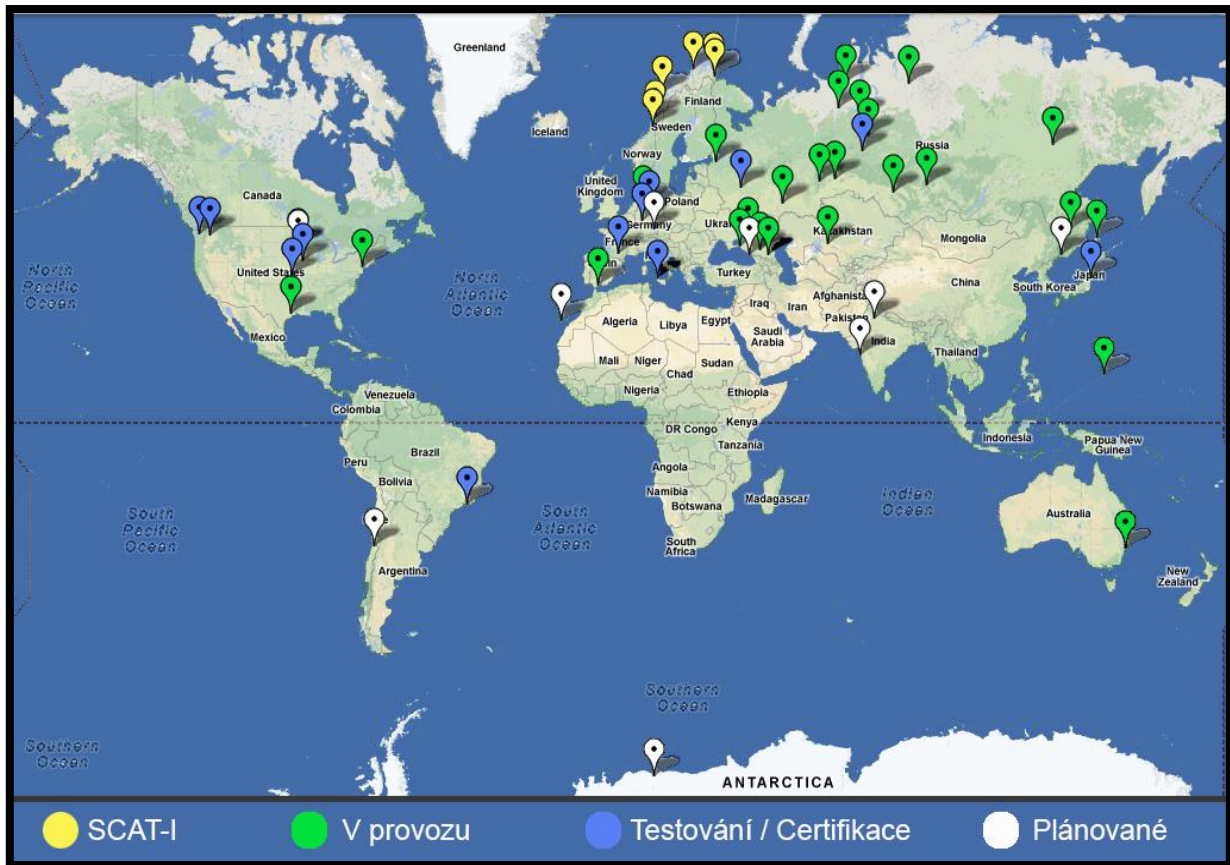 Greenland
Iceland
Finland
Sweden
Norway
Russia
United
Kingdom
Poland
Germany
France
Kazakhstan
Mongolia
Canada
United States
North
Pacific
Ocean
North
Atlantic
Ocean
Turkey
China
Japan
South Korea
Iraq
Iran
Afghanistan
Pakistan
India
Algeria
Libya
Egypt
Saudi
Arabia
Mexico
Mali
Niger
Chad
Sudan
Thailand
Nigeria
Ethiopia
Venezuela
Colombia
DR Congo
Kenya
Tanzania
Indonesia
Papua New
Guinea
Peru
Brazil
Bolivia
Angola
Namibia
Botswana
Madagascar
Indian
Ocean
Australia
South
Pacific
Ocean
South
Atlantic
Ocean
South
Africa
Argentina
New
Zealand
Southern
Ocean
Southern
Ocean
ANTARCTICA
SCAT-I
V provozu
Testování / Certifikace
Plánované